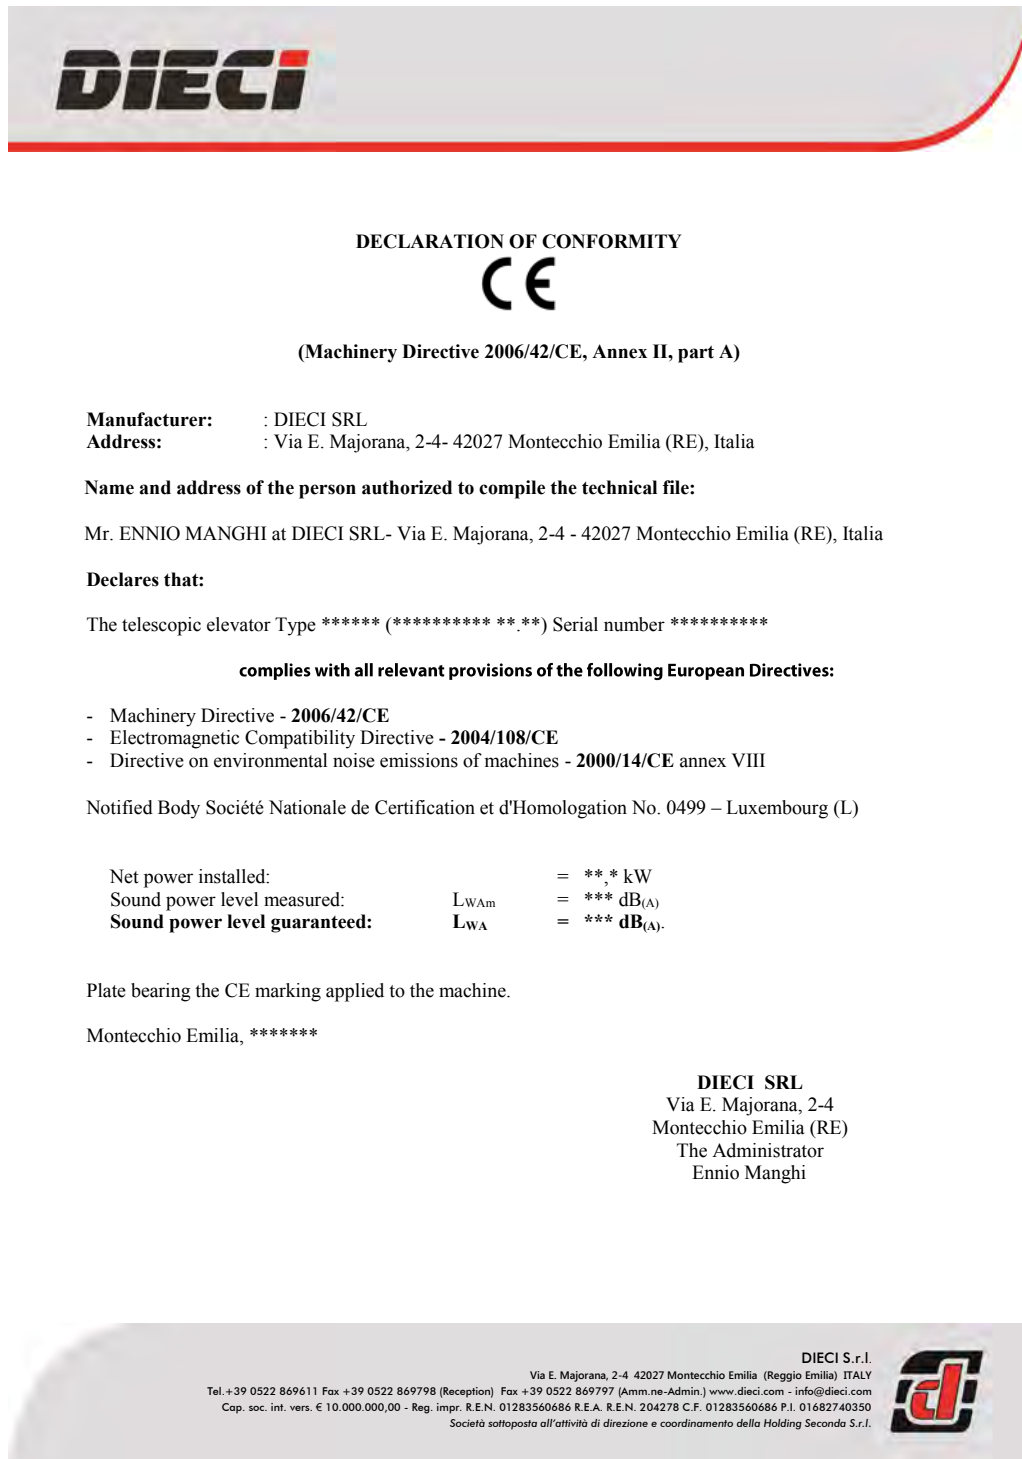 DIECI
DECLARATION OF CONFORMITY
CE
(Machinery Directive 2006/42/CE, Annex II, part A)
Manufacturer: : DIECI SRL
Address: : Via E. Majorana, 2-4- 42027 Montecchio Emilia (RE), Italia
Name and address of the person authorized to compile the technical file:
Mr. ENNIO MANGHI at DIECI SRL- Via E. Majorana, 2-4 - 42027 Montecchio Emilia (RE), Italia
Declares that:
The telescopic elevator Type ****** (********** **.**) Serial number **********
complies with all relevant provisions of the following European Directives:
- Machinery Directive - 2006/42/CE
- Electromagnetic Compatibility Directive - 2004/108/CE
- Directive on environmental noise emissions of machines - 2000/14/CE annex VIII
Notified Body Société Nationale de Certification et d'Homologation No. 0499 – Luxembourg (L)
Net power installed: = **,* kW
Sound power level measured: LWAm = *** dB(A)
Sound power level guaranteed: LWA = *** dB(A).
Plate bearing the CE marking applied to the machine.
Montecchio Emilia, *******
DIECI SRL
Via E. Majorana, 2-4
Montecchio Emilia (RE)
The Administrator
Ennio Manghi
DIECI S.r.l.
Via E. Majorana, 2-4 42027 Montecchio Emilia (Reggio Emilia) ITALY
Tel.+39 0522 869611 Fax +39 0522 869798 (Reception) Fax +39 0522 869797 (Amm.ne-Admin.) www.dieci.com - info@dieci.com
Cap. soc. int. vers. € 10.000.000,00 - Reg. impr. R.E.N. 01283560686 R.E.A. R.E.N. 204278 C.F. 01283560686 P.I. 01682740350
Società sottoposta all'attività di direzione e coordinamento della Holding Seconda S.r.l.